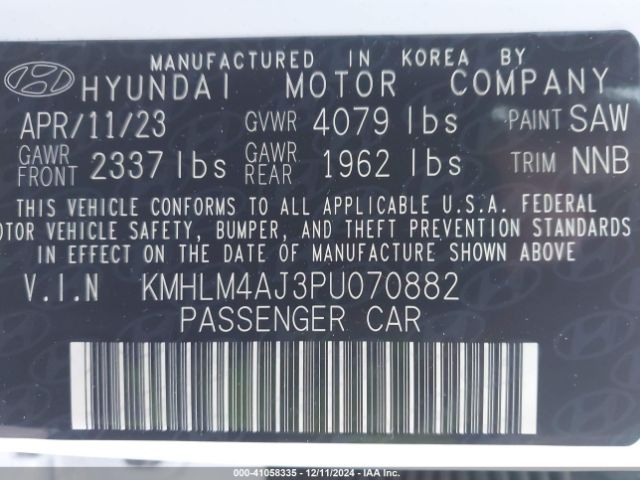 MANUFACTURED IN KOREA BY
HYUNDAI MOTOR COMPANY
APR/11/23 GVWR 4079 lbs PAINT SAW
GAWR FRONT 2337 lbs GAWR REAR 1962 lbs TRIM NNB
THIS VEHICLE CONFORMS TO ALL APPLICABLE U.S.A. FEDERAL
OTOR VEHICLE SAFETY, BUMPER, AND THEFT PREVENTION STANDARDS
IN EFFECT ON THE DATE OF MANUFACTURE SHOWN ABOVE
V.I.N KMHLM4AJ3PU070882
PASSENGER CAR
000-41058335 - 12/11/2024 - IAA Inc.